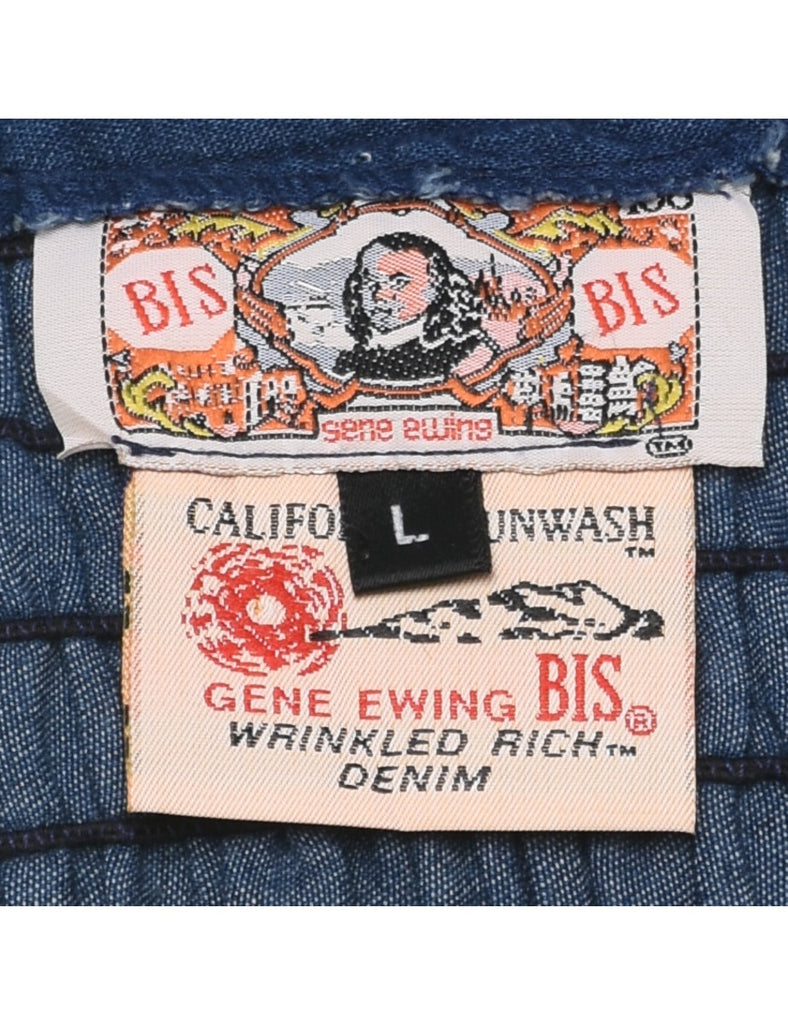 BIS
BIS
gene ewing
TM
L
CALIFO UNWASH
TM
GENE EWING BIS®
WRINKLED RICH™
DENIM